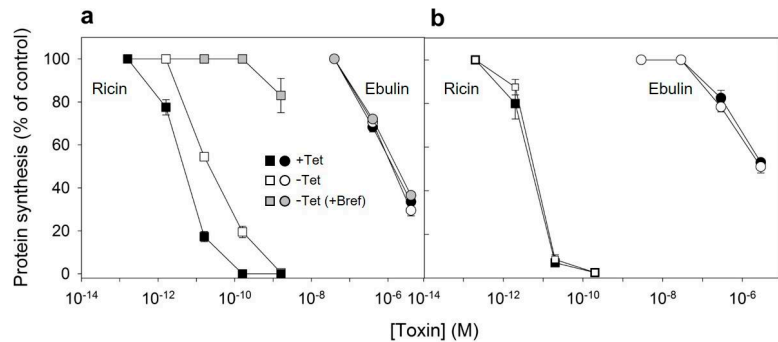 a
b
Protein synthesis (% of control)
100
80
60
40
20
0
Ricin
Ebulin
+Tet
-Tet
-Tet (+Bref)
Ricin
Ebulin
10-14
10-12
10-10
10-8
10-6
10-14
10-12
10-10
10-8
10-6
[Toxin] (M)